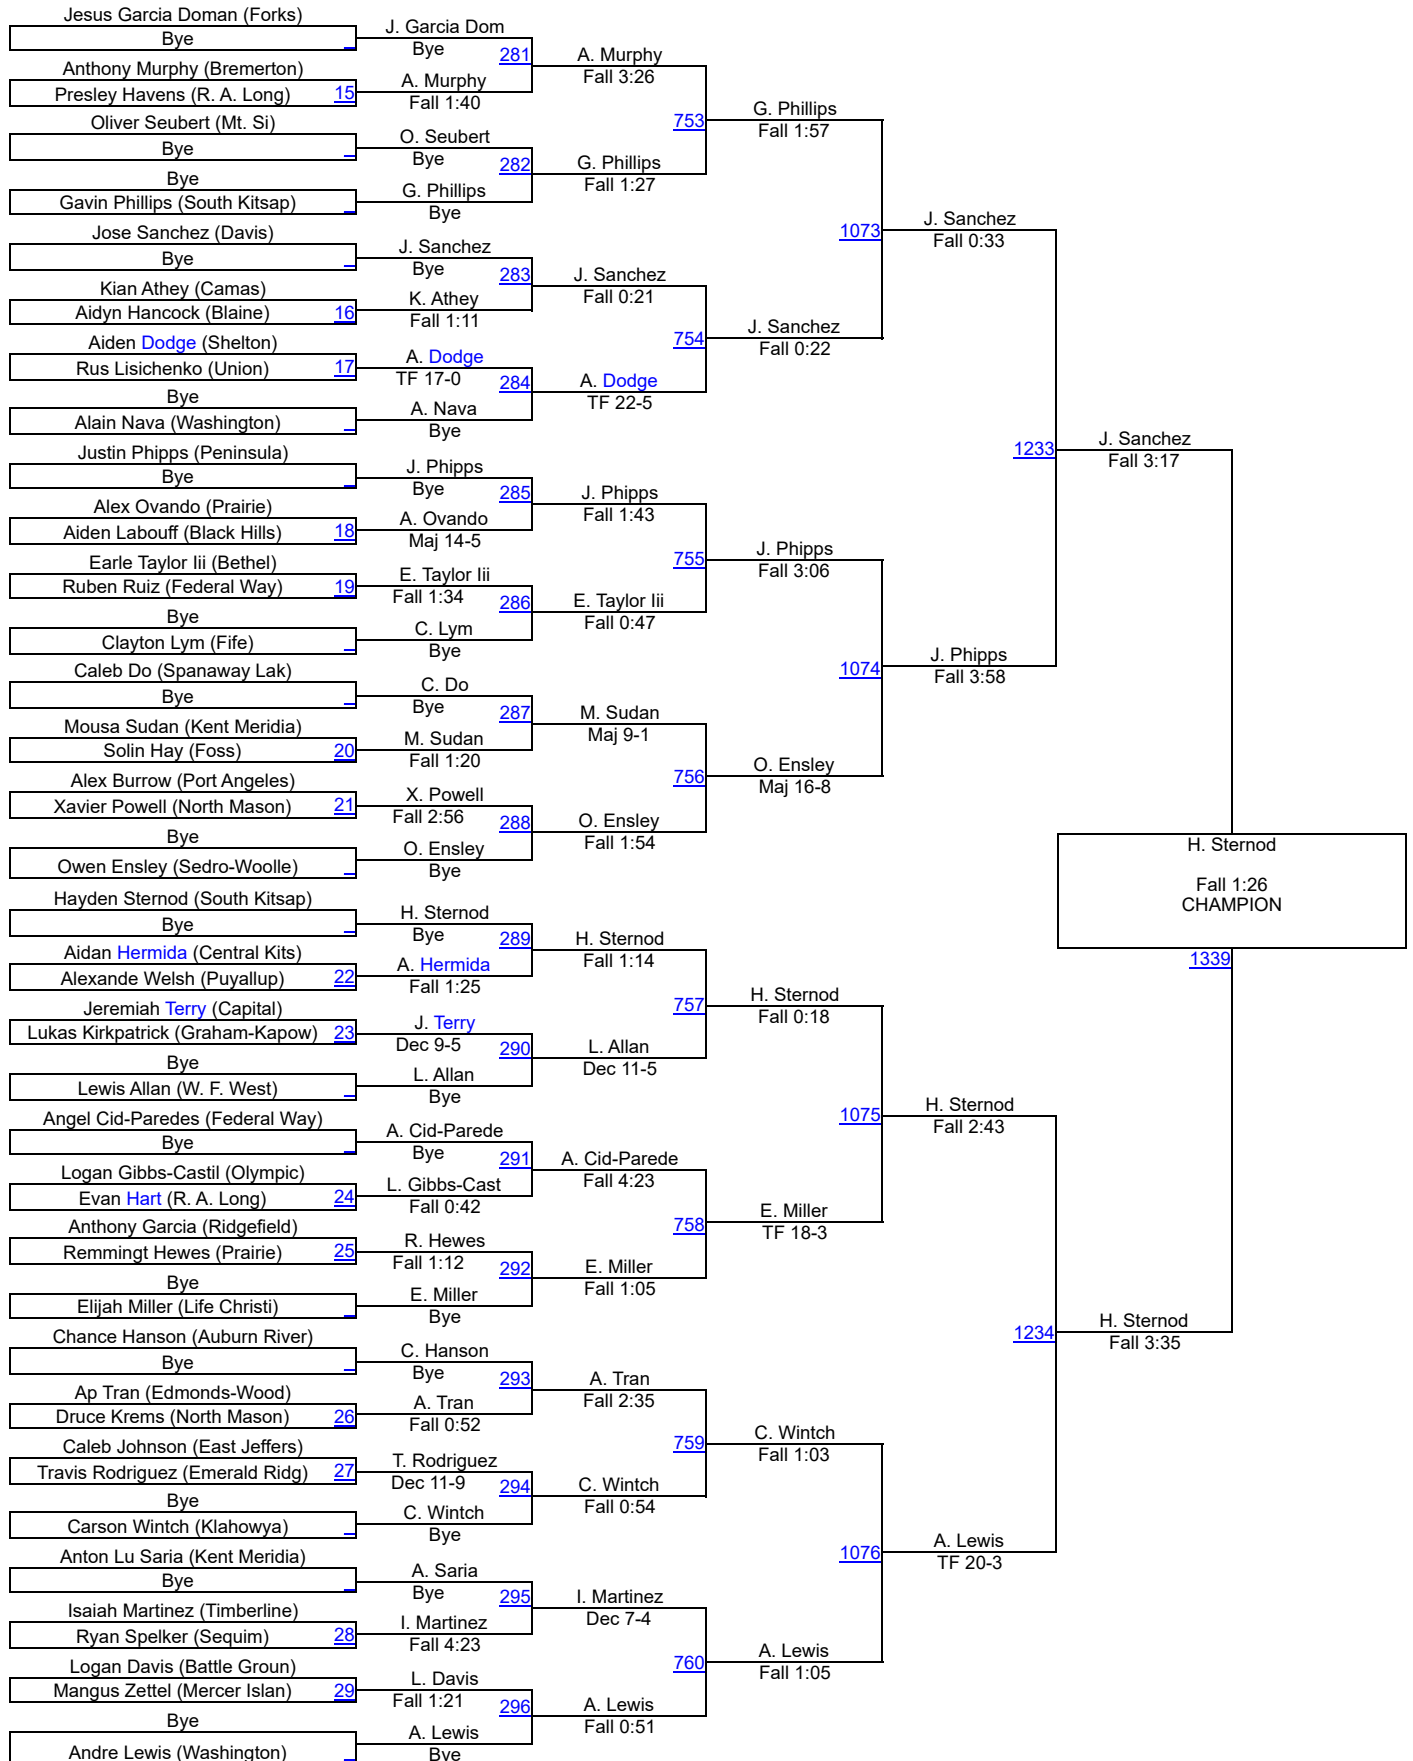 Jesus Garcia Doman (Forks)
Bye
Anthony Murphy (Bremerton)
Presley Havens (R. A. Long) 15
Oliver Seubert (Mt. Si)
Bye
Bye
Gavin Phillips (South Kitsap)
Jose Sanchez (Davis)
Bye
Kian Athey (Camas)
Aidyn Hancock (Blaine) 16
Aiden Dodge (Shelton)
Rus Lisichenko (Union) 17
Bye
Alain Nava (Washington)
Justin Phipps (Peninsula)
Bye
Alex Ovando (Prairie)
Aiden Labouff (Black Hills) 18
Earle Taylor Iii (Bethel)
Ruben Ruiz (Federal Way) 19
Bye
Clayton Lym (Fife)
Caleb Do (Spanaway Lak)
Bye
Mousa Sudan (Kent Meridia)
Solin Hay (Foss) 20
Alex Burrow (Port Angeles)
Xavier Powell (North Mason) 21
Bye
Owen Ensley (Sedro-Woolle)
Hayden Sternod (South Kitsap)
Bye
Aidan Hermida (Central Kits)
Alexande Welsh (Puyallup) 22
Jeremiah Terry (Capital)
Lukas Kirkpatrick (Graham-Kapow) 23
Bye
Lewis Allan (W. F. West)
Angel Cid-Paredes (Federal Way)
Bye
Logan Gibbs-Castil (Olympic)
Evan Hart (R. A. Long) 24
Anthony Garcia (Ridgefield)
Remmingt Hewes (Prairie) 25
Bye
Elijah Miller (Life Christi)
Chance Hanson (Auburn River)
Bye
Ap Tran (Edmonds-Wood)
Druce Krems (North Mason) 26
Caleb Johnson (East Jeffers)
Travis Rodriguez (Emerald Ridg) 27
Bye
Carson Wintch (Klahowya)
Anton Lu Saria (Kent Meridia)
Bye
Isaiah Martinez (Timberline)
Ryan Spelker (Sequim) 28
Logan Davis (Battle Groun)
Mangus Zettel (Mercer Islan) 29
Bye
Andre Lewis (Washington)
J. Garcia Dom
Bye
281
A. Murphy
Fall 1:40
O. Seubert
Bye
282
G. Phillips
Bye
J. Sanchez
Bye
283
K. Athey
Fall 1:11
A. Dodge
TF 17-0
284
A. Nava
Bye
J. Phipps
Bye
285
A. Ovando
Maj 14-5
E. Taylor Iii
Fall 1:34
286
C. Lym
Bye
C. Do
Bye
287
M. Sudan
Fall 1:20
X. Powell
Fall 2:56
288
O. Ensley
Bye
H. Sternod
Bye
289
A. Hermida
Fall 1:25
J. Terry
Dec 9-5
290
L. Allan
Bye
A. Cid-Parede
Bye
291
L. Gibbs-Cast
Fall 0:42
R. Hewes
Fall 1:12
292
E. Miller
Bye
C. Hanson
Bye
293
A. Tran
Fall 0:52
T. Rodriguez
Dec 11-9
294
C. Wintch
Bye
A. Saria
Bye
295
I. Martinez
Fall 4:23
L. Davis
Fall 1:21
296
A. Lewis
Bye
A. Murphy
Fall 3:26
753
G. Phillips
Fall 1:27
J. Sanchez
Fall 0:21
754
A. Dodge
TF 22-5
J. Phipps
Fall 1:43
755
E. Taylor Iii
Fall 0:47
M. Sudan
Maj 9-1
756
O. Ensley
Fall 1:54
H. Sternod
Fall 1:14
757
L. Allan
Dec 11-5
A. Cid-Parede
Fall 4:23
758
E. Miller
Fall 1:05
A. Tran
Fall 2:35
759
C. Wintch
Fall 0:54
I. Martinez
Dec 7-4
760
A. Lewis
Fall 0:51
G. Phillips
Fall 1:57
1073
J. Sanchez
Fall 0:22
J. Phipps
Fall 3:06
1074
O. Ensley
Maj 16-8
H. Sternod
Fall 0:18
1075
E. Miller
TF 18-3
C. Wintch
Fall 1:03
1076
A. Lewis
Fall 1:05
J. Sanchez
Fall 0:33
1233
J. Phipps
Fall 3:58
H. Sternod
Fall 2:43
1234
A. Lewis
TF 20-3
J. Sanchez
Fall 3:17
H. Sternod
Fall 3:35
H. Sternod
Fall 1:26
CHAMPION
1339